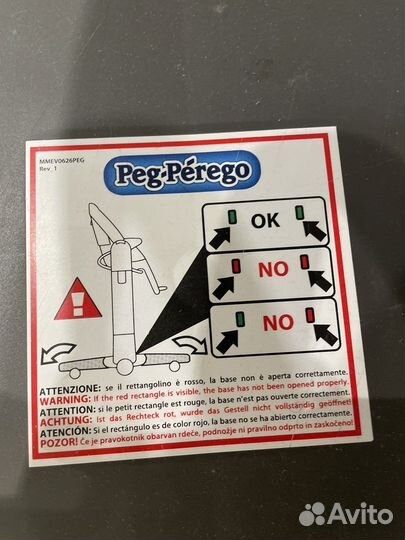 MMEV0626PEG
Rev_1
Peg-Pérego
OK
NO
NO
ATTENZIONE: se il rettangolino è rosso, la base non è aperta correttamente.
WARNING: If the red rectangle is visible, the base has not been opened properly.
ATTENTION: si le petit rectangle est rouge, la base n'est pas ouverte correctement.
ACHTUNG: Ist das Rechteck rot, wurde das Gestell nicht vollständig geöffnet!
ATENCIÓN: Si el rectángulo es de color rojo, la base no se ha abierto correctamente.
POZOR! Če je pravokotnik obarvan rdeče, podnožje ni pravilno odprto in zaskočeno!
Avito